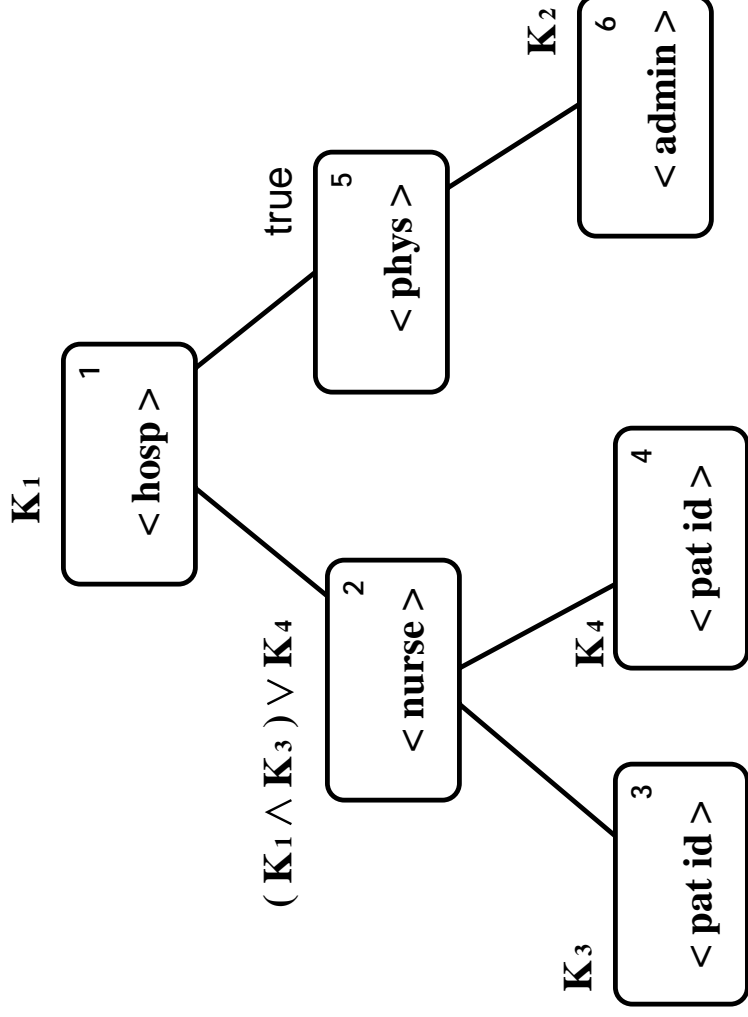 K₁
1
< hosp >
( K₁ ∧ K₃ ) ∨ K₄
2
< nurse >
true
5
< phys >
K₃
3
< pat id >
K₄
4
< pat id >
K₂
6
< admin >